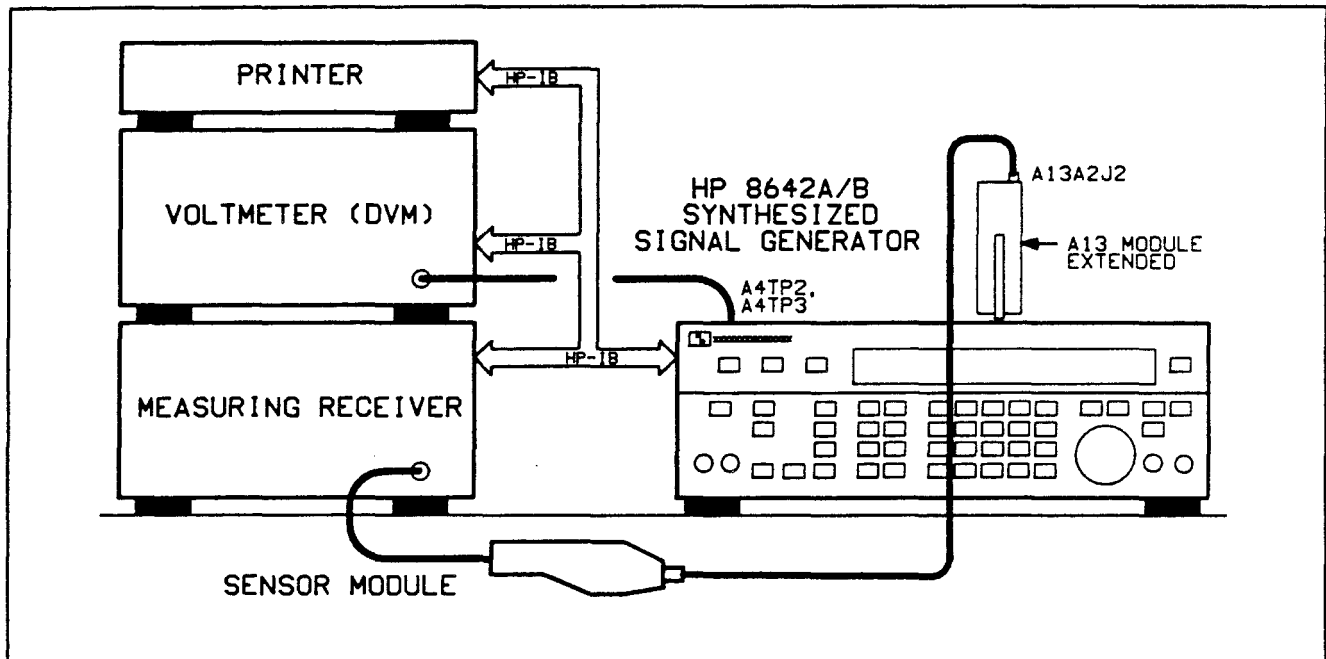 PRINTER
HP-IB
VOLTMETER (DVM)
HP-IB
HP 8642A/B
SYNTHESIZED
SIGNAL GENERATOR
A13A2J2
A13 MODULE
EXTENDED
A4TP2,
A4TP3
HP-IB
MEASURING RECEIVER
SENSOR MODULE